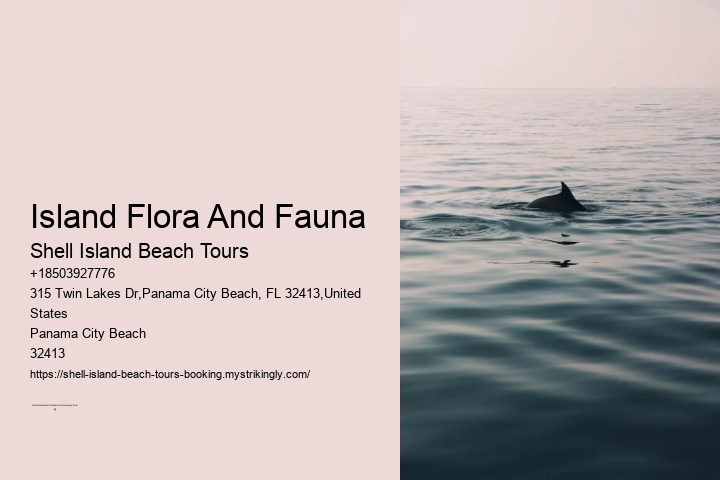 Island Flora And Fauna
Shell Island Beach Tours
+18503927776
315 Twin Lakes Dr,Panama City Beach, FL 32413,United
States
Panama City Beach
32413
https://shell-island-beach-tours-booking.mystrikingly.com/